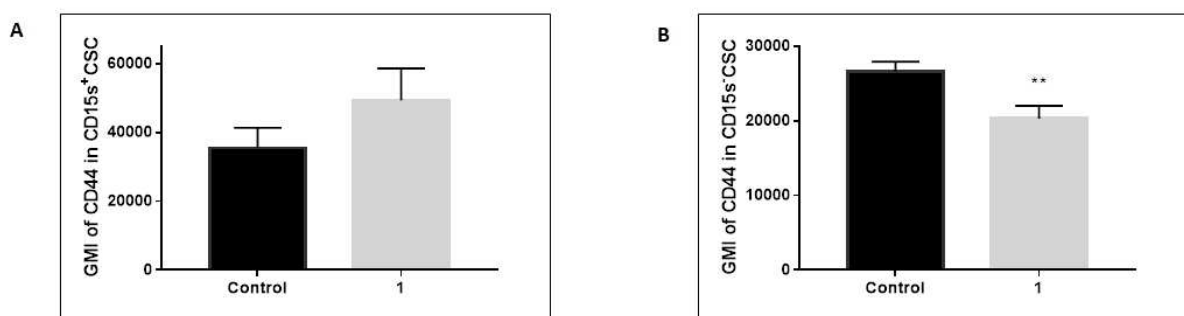 A
GMI of CD44 in CD15s⁺CSC
60000
40000
20000
0
Control
1
B
GMI of CD44 in CD15s⁻CSC
30000
20000
10000
0
**
Control
1